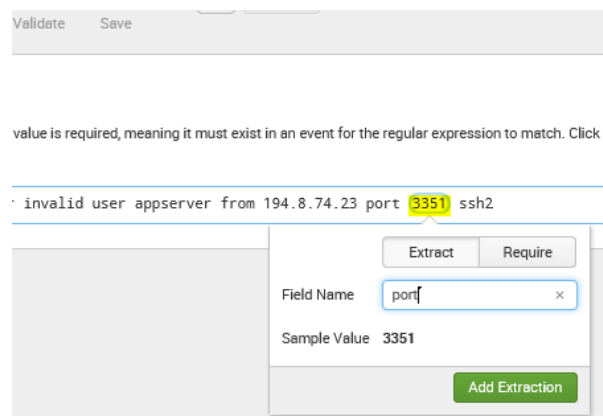 Validate Save
value is required, meaning it must exist in an event for the regular expression to match. Click
invalid user appserver from 194.8.74.23 port 3351 ssh2
Extract Require
Field Name port ×
Sample Value 3351
Add Extraction